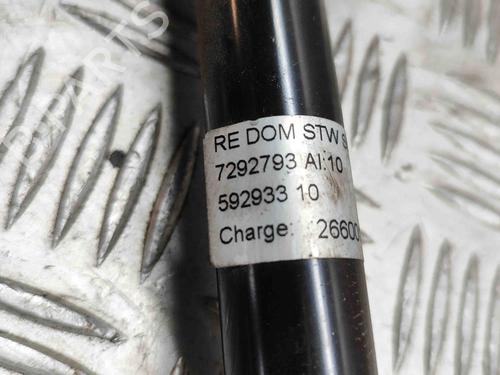 RE DOM STW S
7292793 AI:10
592933 10
Charge: 26600